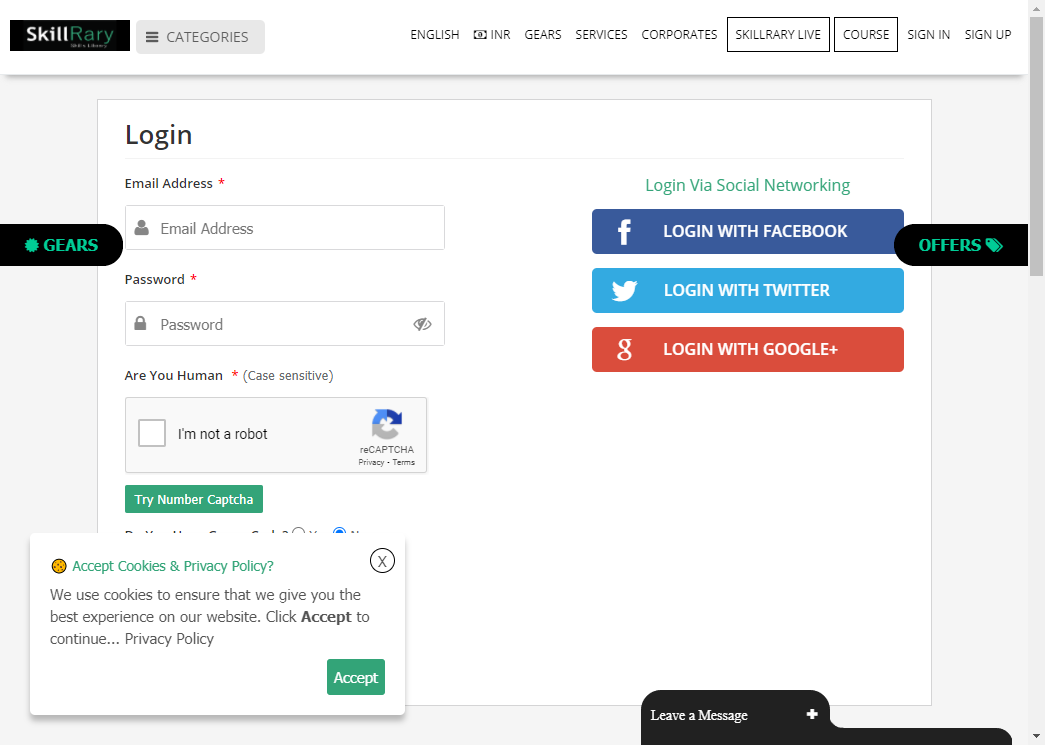 SkillRary
CATEGORIES
ENGLISH INR GEARS SERVICES CORPORATES SKILLRARY LIVE COURSE SIGN IN SIGN UP
Login
Email Address *
Email Address
Password *
Password
Are You Human * (Case sensitive)
I'm not a robot
reCAPTCHA
Privacy - Terms
Try Number Captcha
Login Via Social Networking
LOGIN WITH FACEBOOK
LOGIN WITH TWITTER
LOGIN WITH GOOGLE+
GEARS
OFFERS
Accept Cookies & Privacy Policy?
X
We use cookies to ensure that we give you the
best experience on our website. Click Accept to
continue... Privacy Policy
Accept
Leave a Message